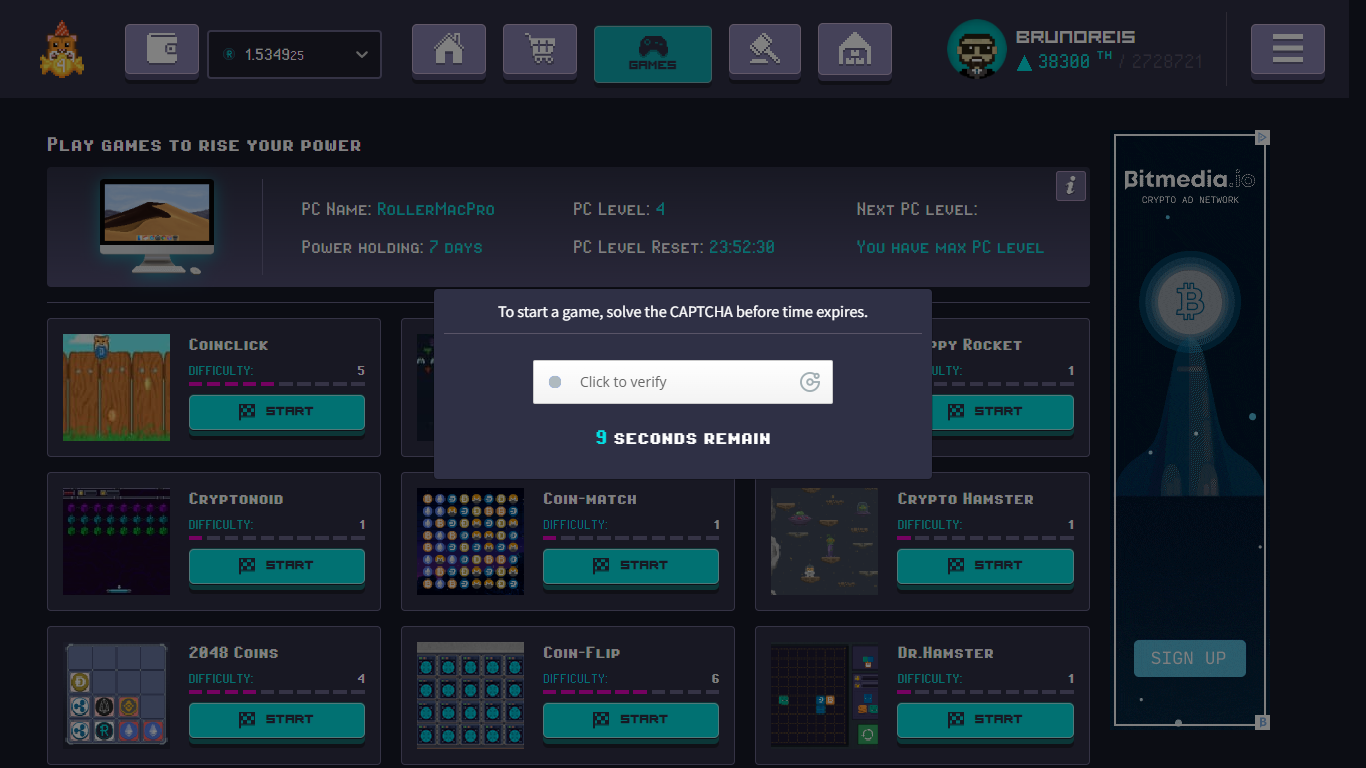 1.534925
GAMES
BRUNOREIS
38300 TH / 2728721
PLAY GAMES TO RISE YOUR POWER
PC NAME: ROLLERMACPRO
PC LEVEL: 4
NEXT PC LEVEL:
i
POWER HOLDING: 7 DAYS
PC LEVEL RESET: 23:52:30
YOU HAVE MAX PC LEVEL
To start a game, solve the CAPTCHA before time expires.
Click to verify
9 SECONDS REMAIN
COINCLICK
DIFFICULTY: 5
START
PPY ROCKET
ULTY: 1
START
CRYPTONOID
DIFFICULTY: 1
START
COIN-MATCH
DIFFICULTY: 1
START
CRYPTO HAMSTER
DIFFICULTY: 1
START
2048 COINS
DIFFICULTY: 4
START
COIN-FLIP
DIFFICULTY: 6
START
DR.HAMSTER
DIFFICULTY: 1
START
Bitmedia.io
CRYPTO AD NETWORK
SIGN UP